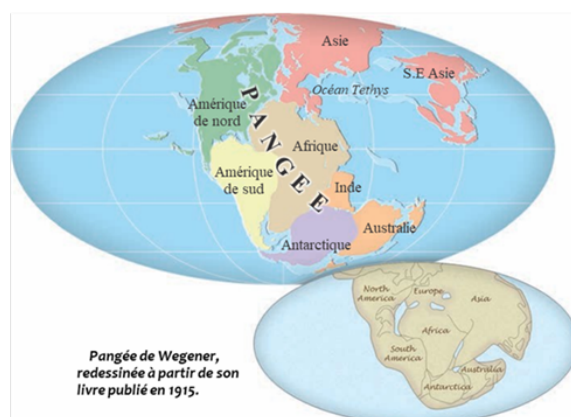 Asie
S.E Asie
Océan Tethys
Amérique
de nord
PANGEE
Afrique
Amérique
de sud
Inde
Australie
Antarctique
North
America
Europe
Asia
Africa
South
America
Australia
Antarctica
Pangée de Wegener,
redessinée à partir de son
livre publié en 1915.